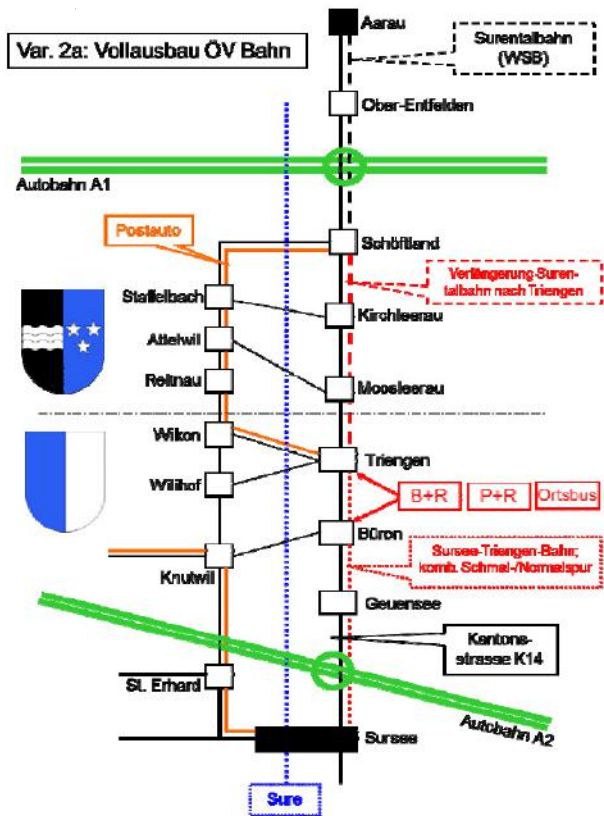 Var. 2a: Vollausbau ÖV Bahn
Aarau
Surentalbahn
(WSB)
Ober-Entfelden
Autobahn A1
Postauto
Schöftland
Verlängerung Suren-
talbahn nach Triengen
Staffelbach
Kirchleerau
Attelwil
Reitnau
Moosleerau
Wilkon
Triengen
Wilihof
B+R
P+R
Ortsbus
Büron
Knutwil
Sursee-Triengen-Bahn;
komb. Schmal-/Normalspur
Geuensee
Kantons-
strasse K14
St. Erhard
Autobahn A2
Sursee
Sure